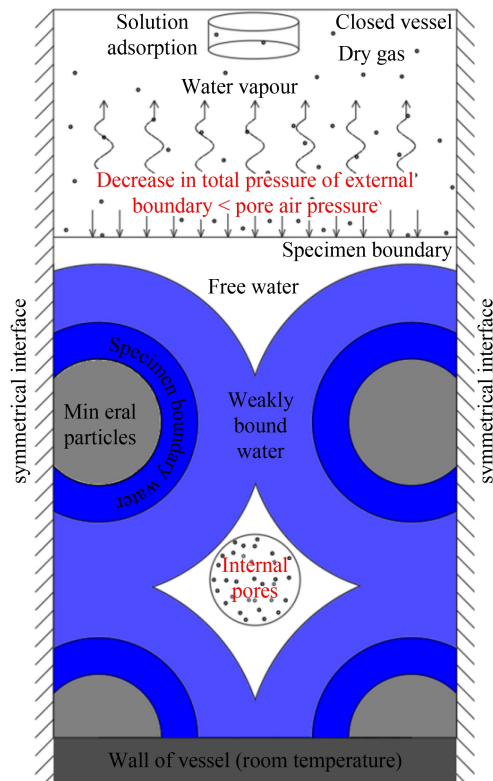 Solution
adsorption
Closed vessel
Dry gas
Water vapour
Decrease in total pressure of external
boundary < pore air pressure
Specimen boundary
Free water
symmetrical interface
symmetrical interface
Specimen boundary water
Min eral
particles
Weakly
bound
water
Internal
pores
Wall of vessel (room temperature)